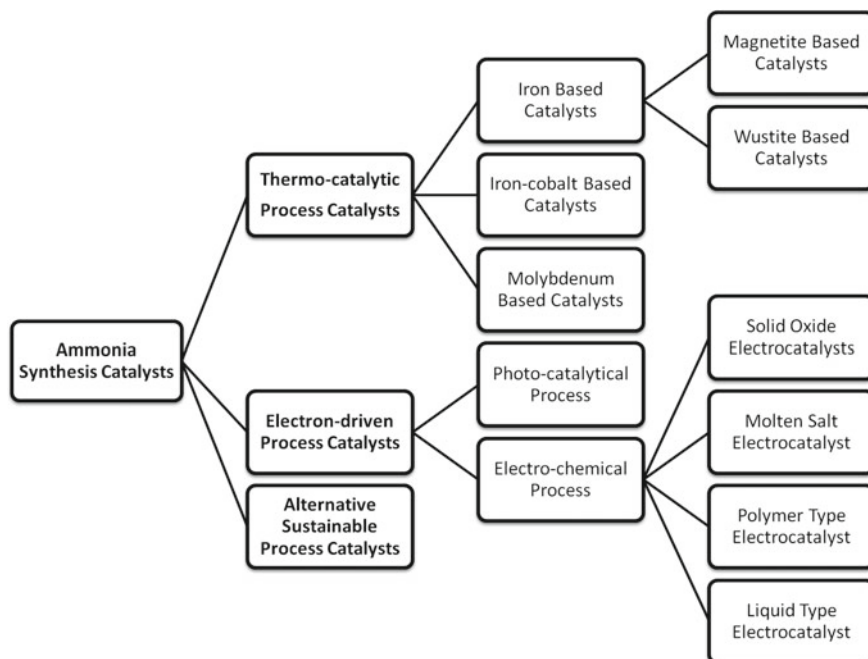 Ammonia
Synthesis Catalysts
Thermo-catalytic
Process Catalysts
Iron Based
Catalysts
Magnetite Based
Catalysts
Wustite Based
Catalysts
Iron-cobalt Based
Catalysts
Molybdenum
Based Catalysts
Electron-driven
Process Catalysts
Photo-catalytical
Process
Electro-chemical
Process
Solid Oxide
Electrocatalysts
Molten Salt
Electrocatalyst
Polymer Type
Electrocatalyst
Liquid Type
Electrocatalyst
Alternative
Sustainable
Process Catalysts